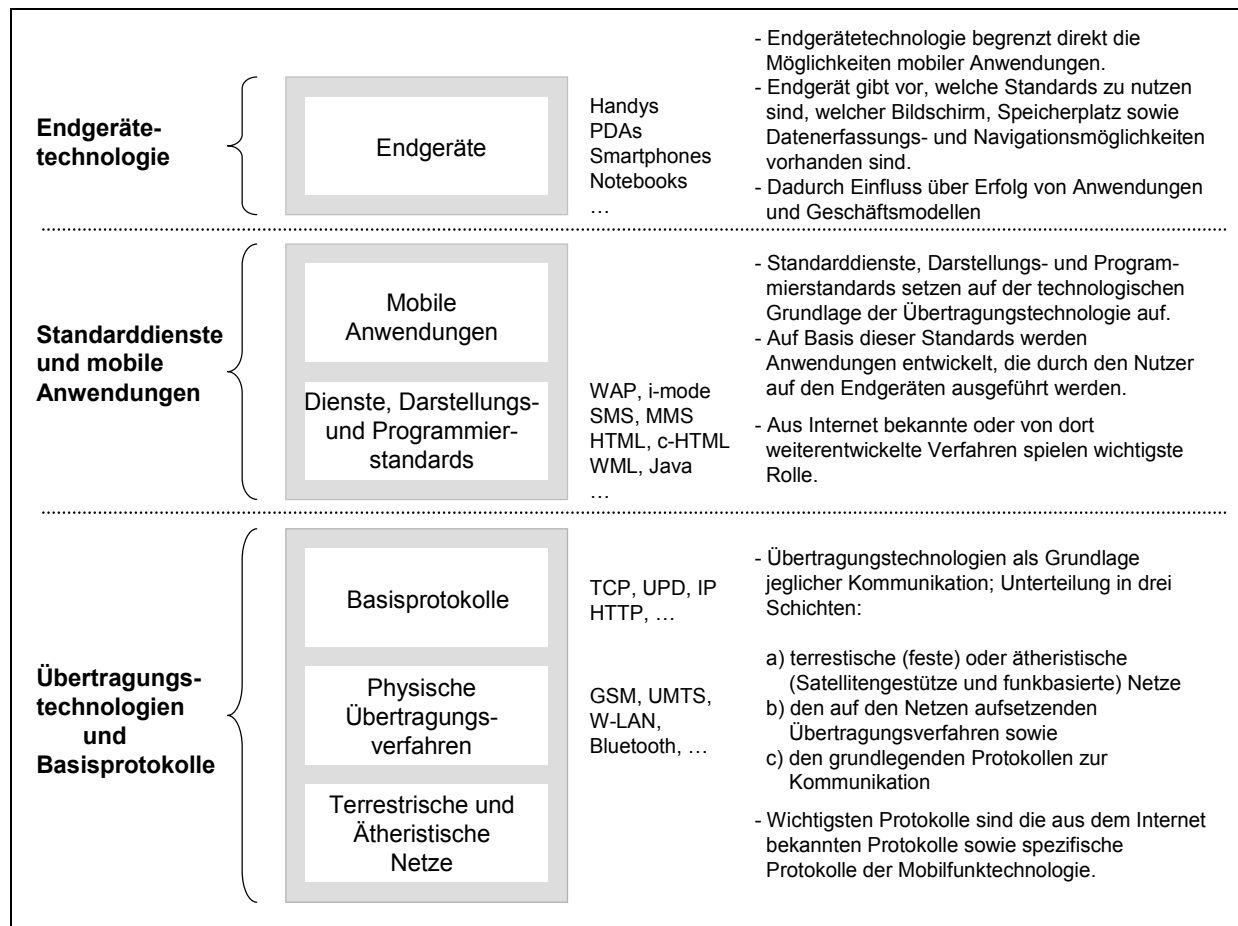 Endgeräte-
technologie
Endgeräte
Handys
PDAs
Smartphones
Notebooks
…
- Endgerätetechnologie begrenzt direkt die
Möglichkeiten mobiler Anwendungen.
- Endgerät gibt vor, welche Standards zu nutzen
sind, welcher Bildschirm, Speicherplatz sowie
Datenerfassungs- und Navigationsmöglichkeiten
vorhanden sind.
- Dadurch Einfluss über Erfolg von Anwendungen
und Geschäftsmodellen
Standarddienste
und mobile
Anwendungen
Mobile
Anwendungen
Dienste, Darstellungs-
und Programmier-
standards
WAP, i-mode
SMS, MMS
HTML, c-HTML
WML, Java
…
- Standarddienste, Darstellungs- und Program-
mierstandards setzen auf der technologischen
Grundlage der Übertragungstechnologie auf.
- Auf Basis dieser Standards werden
Anwendungen entwickelt, die durch den Nutzer
auf den Endgeräten ausgeführt werden.
- Aus Internet bekannte oder von dort
weiterentwickelte Verfahren spielen wichtigste
Rolle.
Übertragungs-
technologien
und
Basisprotokolle
Basisprotokolle
TCP, UPD, IP
HTTP, …
Physische
Übertragungs-
verfahren
GSM, UMTS,
W-LAN,
Bluetooth, …
Terrestrische und
Ätheristische
Netze
- Übertragungstechnologien als Grundlage
jeglicher Kommunikation; Unterteilung in drei
Schichten:
a) terrestische (feste) oder ätheristische
(Satellitengestütze und funkbasierte) Netze
b) den auf den Netzen aufsetzenden
Übertragungsverfahren sowie
c) den grundlegenden Protokollen zur
Kommunikation
- Wichtigsten Protokolle sind die aus dem Internet
bekannten Protokolle sowie spezifische
Protokolle der Mobilfunktechnologie.